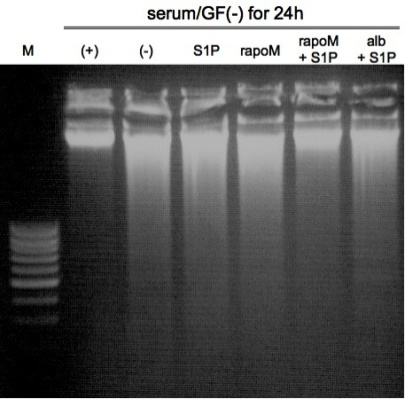 serum/GF(-) for 24h
M (+) (-) S1P rapoM rapoM + S1P alb + S1P